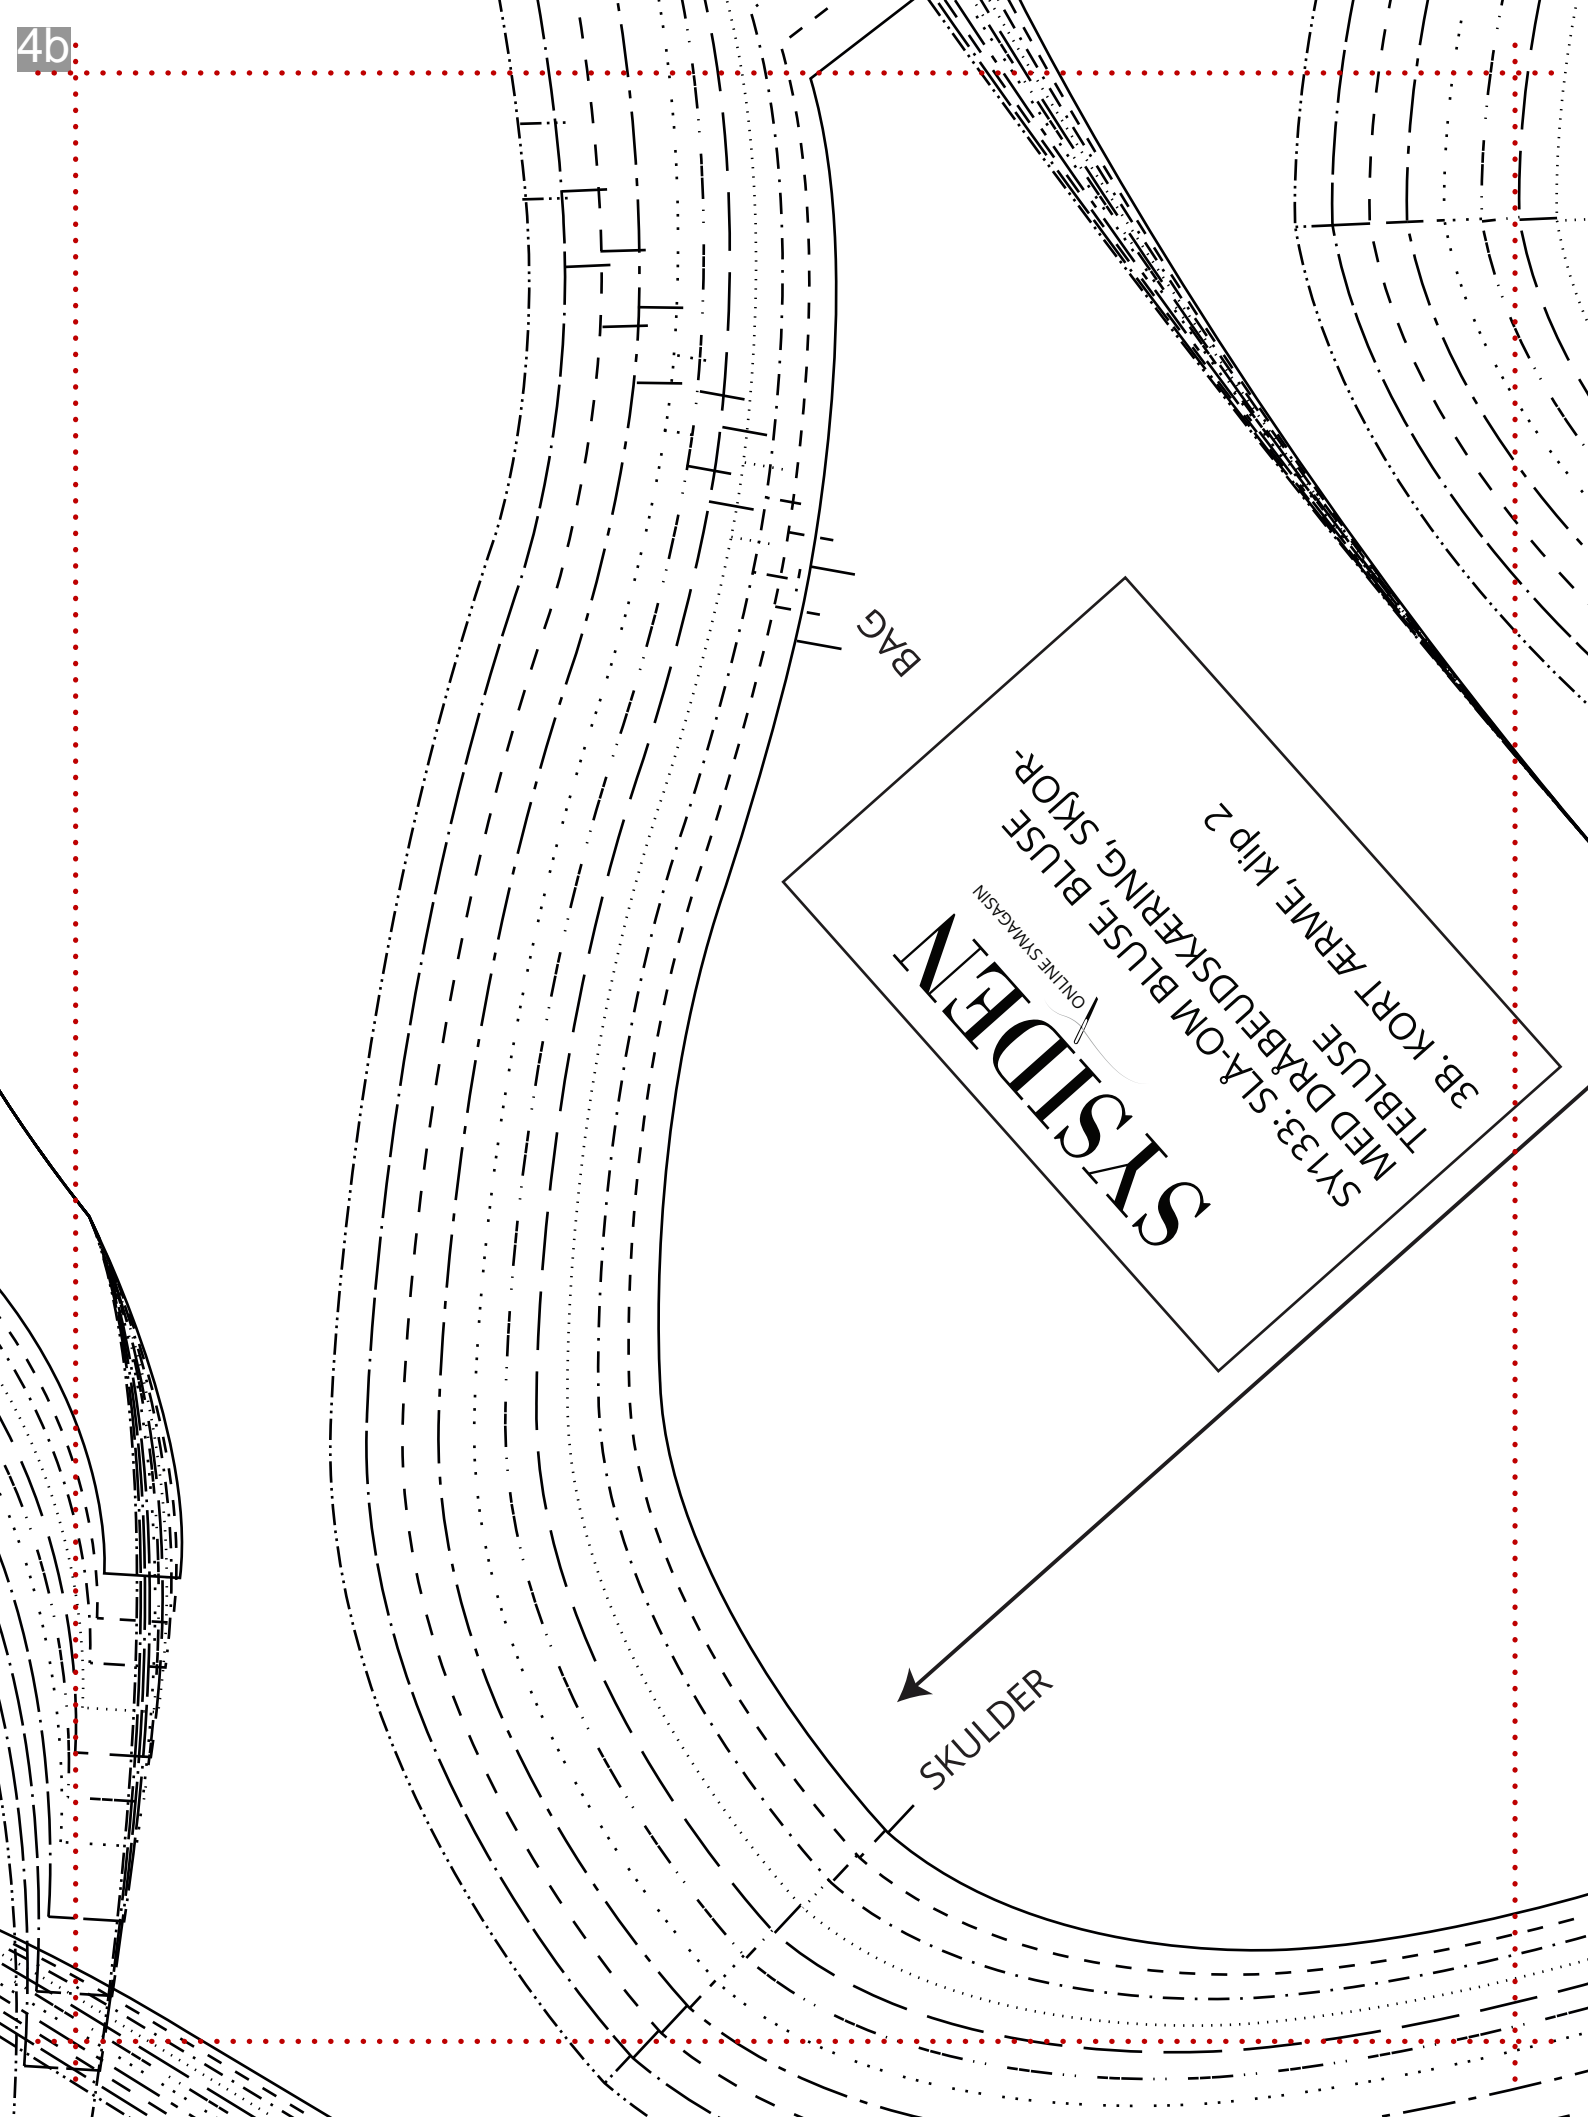 4b
BAG
3B. KORT ÆRME, klip 2
SY133: SLÅ-OM BLUSE, BLUSE
MED DRÅBEUDSKÆRING, SKJOR-
TEBLUSE
SYSIDEN
ONLINE SYMAGASIN
SKULDER